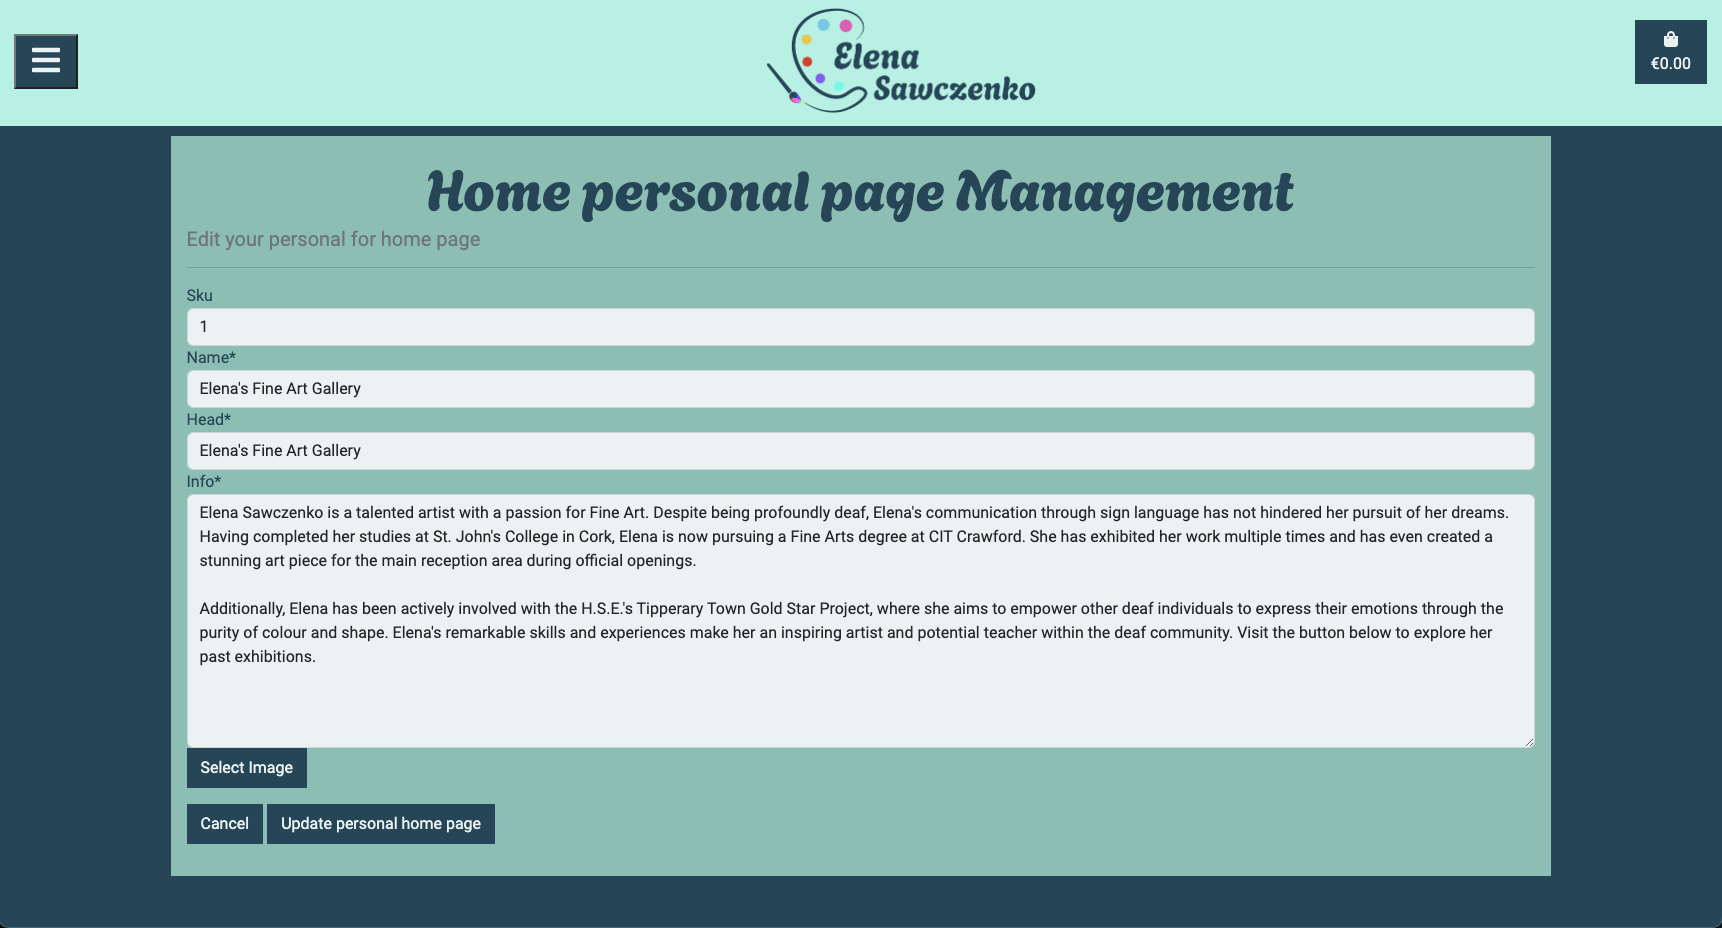 Elena
Sawczenko
€0.00
Home personal page Management
Edit your personal for home page
Sku
1
Name*
Elena's Fine Art Gallery
Head*
Elena's Fine Art Gallery
Info*
Elena Sawczenko is a talented artist with a passion for Fine Art. Despite being profoundly deaf, Elena's communication through sign language has not hindered her pursuit of her dreams.
Having completed her studies at St. John's College in Cork, Elena is now pursuing a Fine Arts degree at CIT Crawford. She has exhibited her work multiple times and has even created a
stunning art piece for the main reception area during official openings.
Additionally, Elena has been actively involved with the H.S.E.'s Tipperary Town Gold Star Project, where she aims to empower other deaf individuals to express their emotions through the
purity of colour and shape. Elena's remarkable skills and experiences make her an inspiring artist and potential teacher within the deaf community. Visit the button below to explore her
past exhibitions.
Select Image
Cancel
Update personal home page